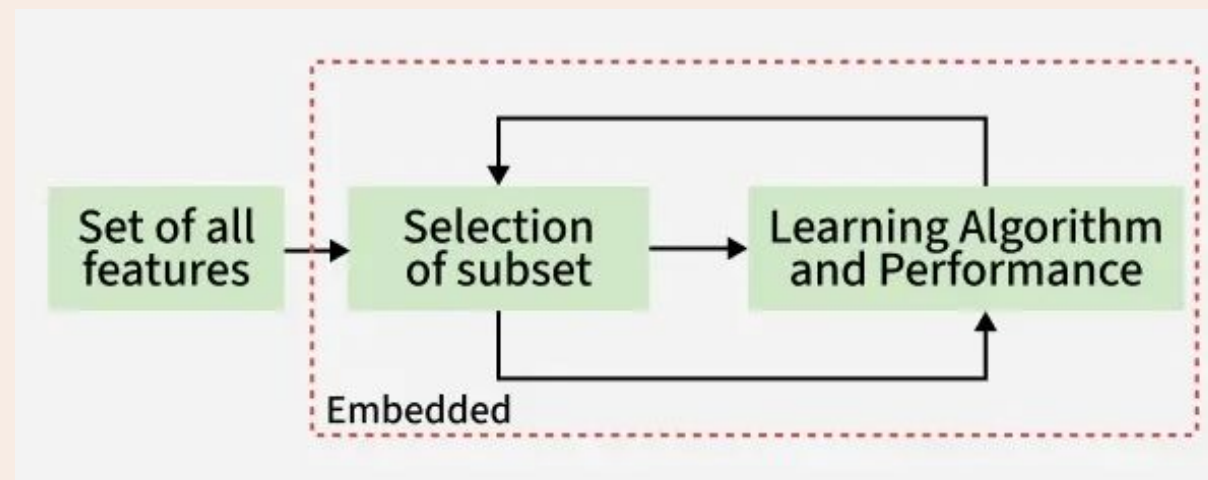 Set of all
features
Selection
of subset
Learning Algorithm
and Performance
Embedded